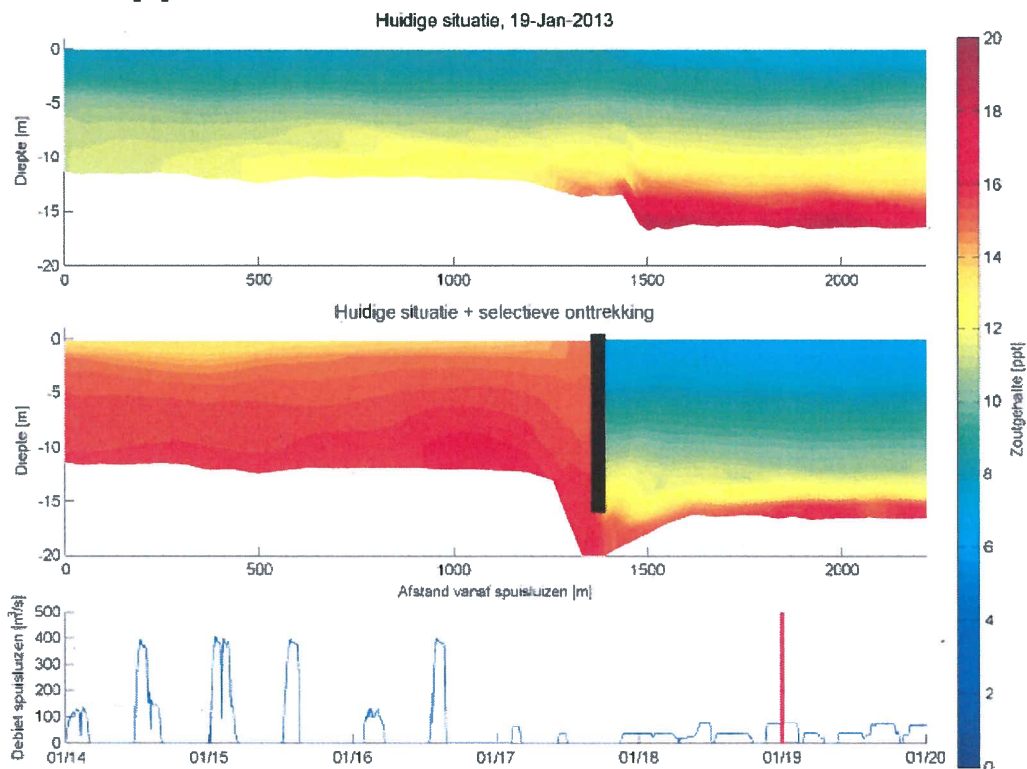 Huidige situatie, 19-Jan-2013
Diepte [m]
0
-5
-10
-15
-20
0 500 1000 1500 2000
Huidige situatie + selectieve onttrekking
Diepte [m]
0
-5
-10
-15
-20
0 500 1000 1500 2000
Afstand vanaf spuisluizen [m]
Debiet spuisluizen [m³/s]
500
400
300
200
100
0
01/14 01/15 01/16 01/17 01/18 01/19 01/20
20
18
16
14
12
10
8
6
4
2
0
Zoutgehalte [ppt]